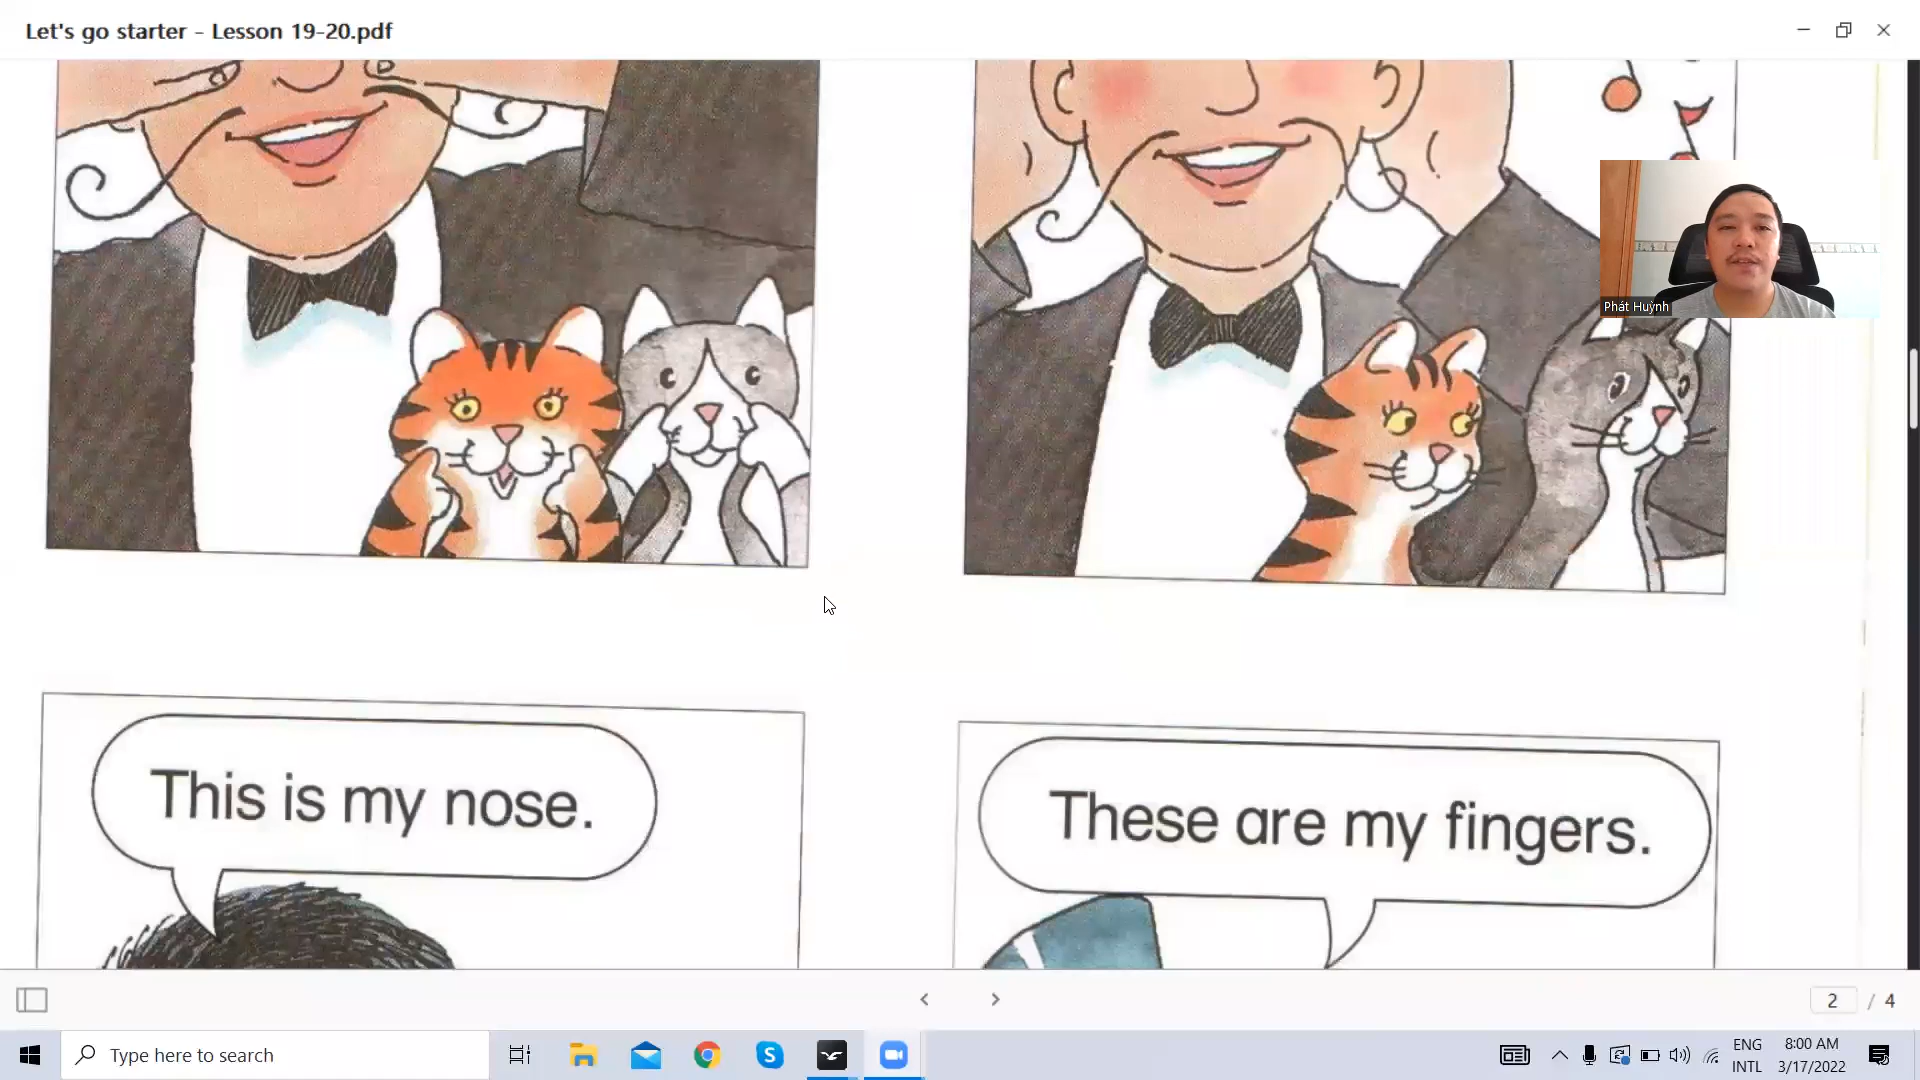 Let's go starter - Lesson 19-20.pdf
Phát Huỳnh
This is my nose.
These are my fingers.
2 / 4
Type here to search
ENG
INTL
8:00 AM
3/17/2022